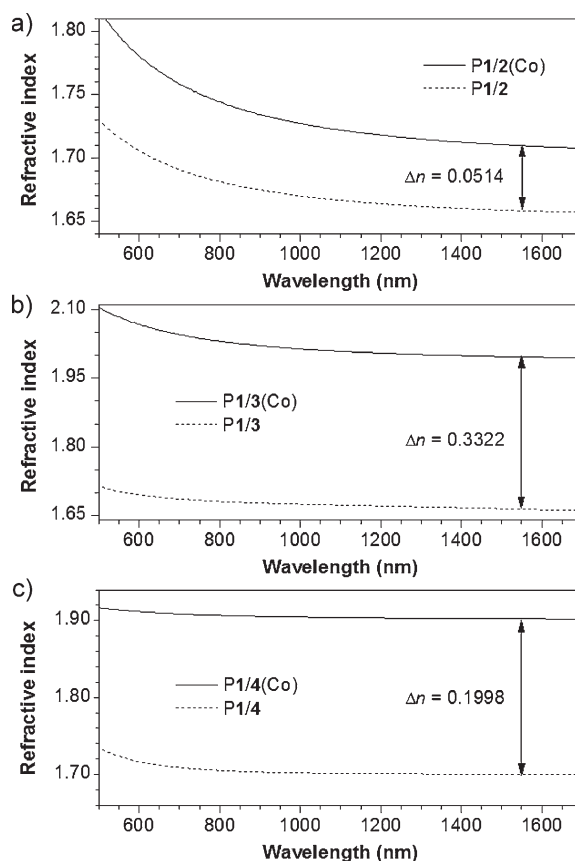 a)
1.80
1.75
1.70
1.65
Refractive index
P1/2(Co)
P1/2
Δn = 0.0514
600 800 1000 1200 1400 1600
Wavelength (nm)
b)
2.10
1.95
1.80
1.65
Refractive index
P1/3(Co)
P1/3
Δn = 0.3322
600 800 1000 1200 1400 1600
Wavelength (nm)
c)
1.90
1.80
1.70
Refractive index
P1/4(Co)
P1/4
Δn = 0.1998
600 800 1000 1200 1400 1600
Wavelength (nm)